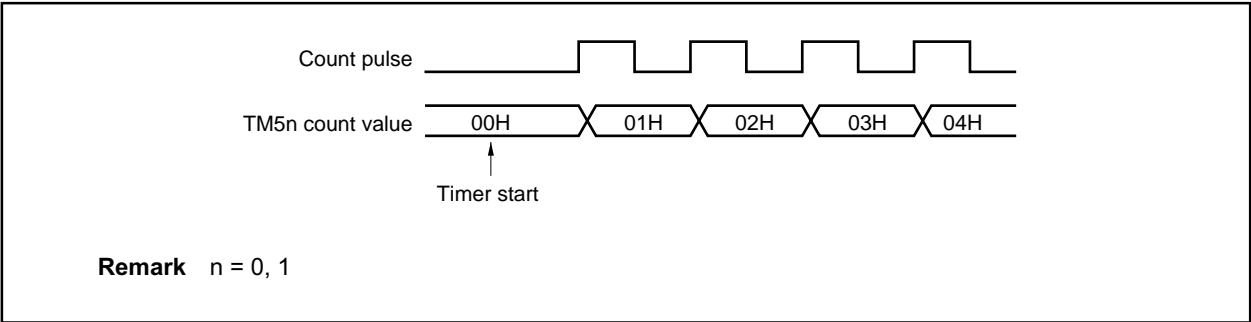 Count pulse
TM5n count value 00H 01H 02H 03H 04H
Timer start
Remark n = 0, 1